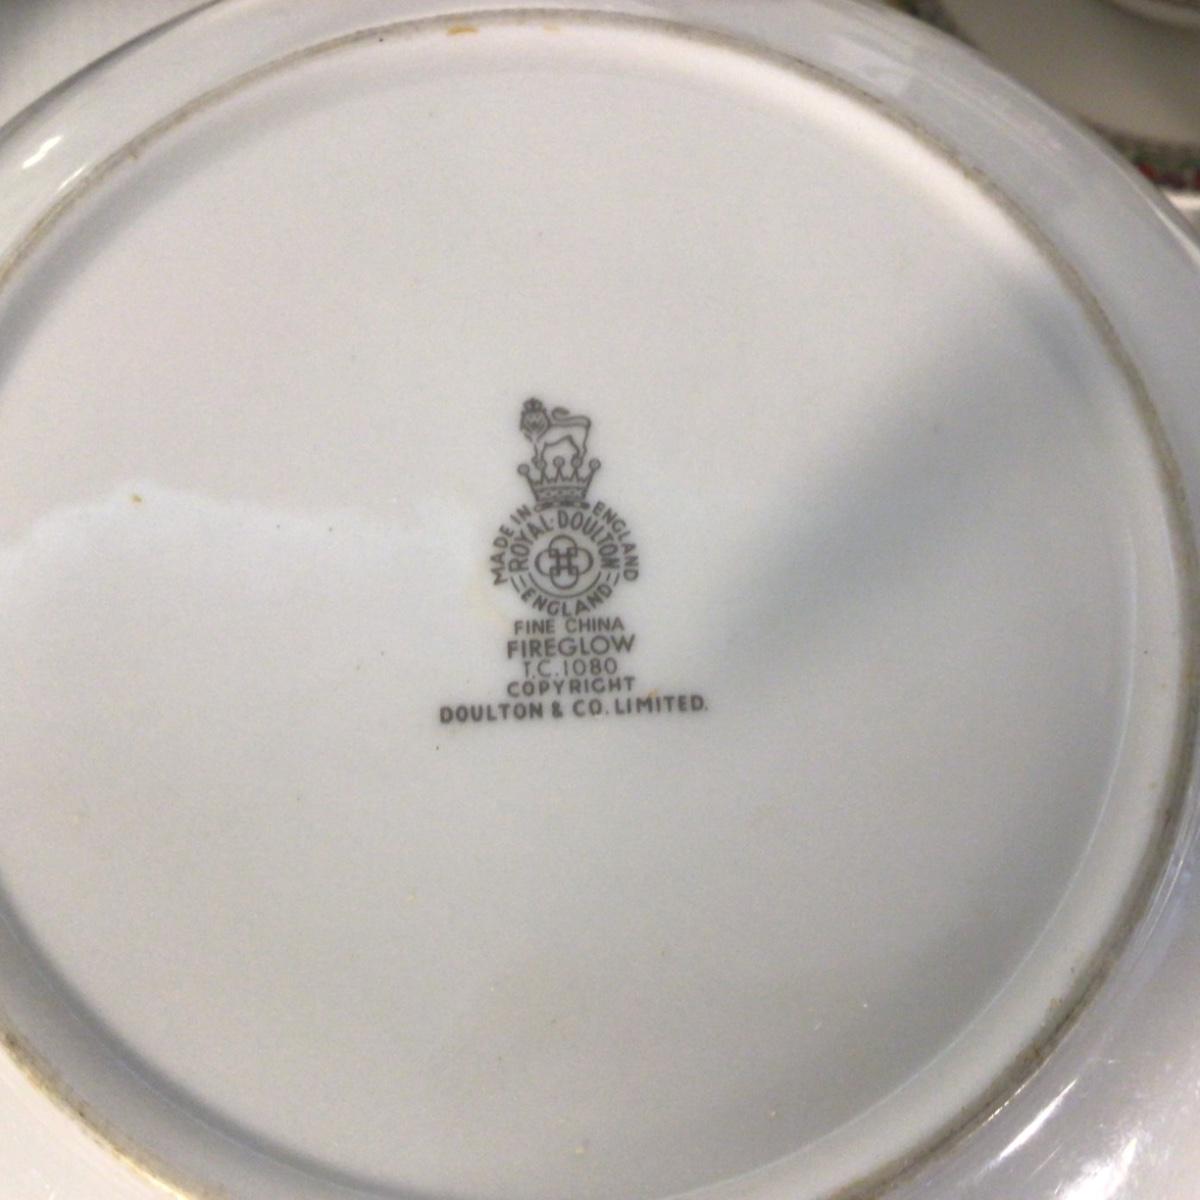 MADE IN ENGLAND
ROYAL·DOULTON
ENGLAND
FINE CHINA
FIREGLOW
T.C.1080
COPYRIGHT
DOULTON & CO. LIMITED.